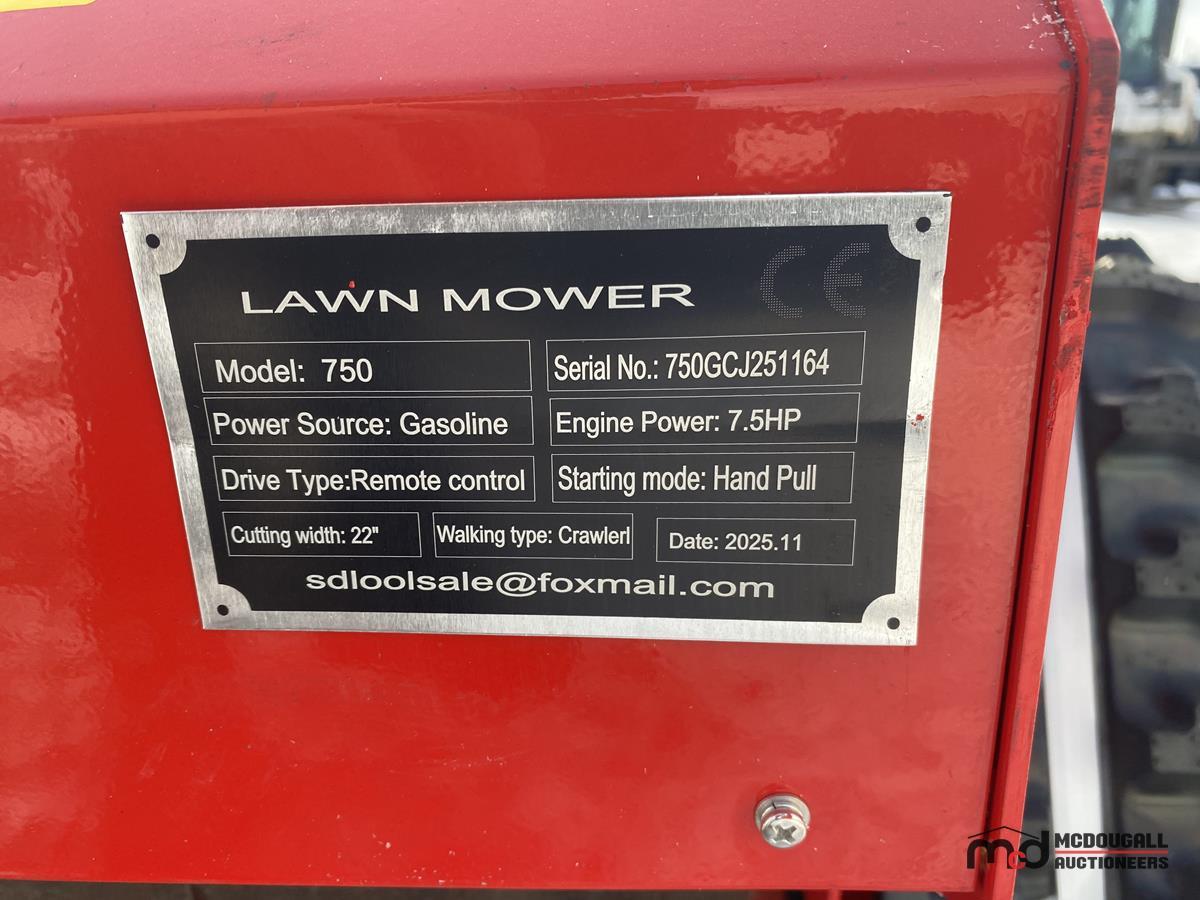 CE
LAWN MOWER
Model: 750
Serial No.: 750GCJ251164
Power Source: Gasoline
Engine Power: 7.5HP
Drive Type:Remote control
Starting mode: Hand Pull
Cutting width: 22"
Walking type: Crawlerl
Date: 2025.11
sdloolsale@foxmail.com
mcd MCDOUGALL
AUCTIONEERS